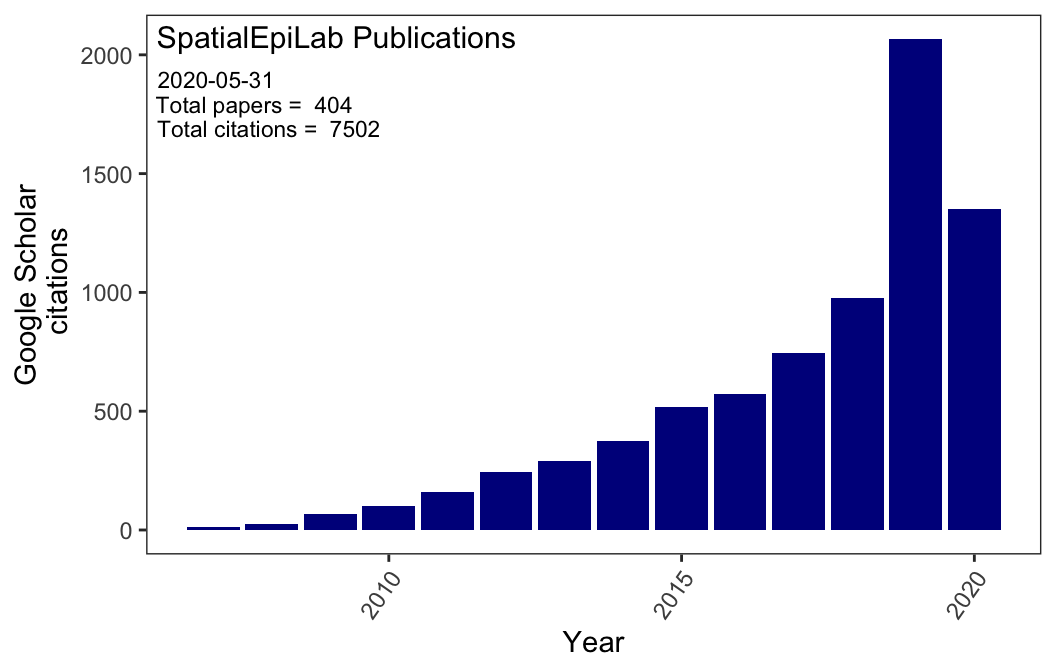 SpatialEpiLab Publications
2020-05-31
Total papers = 404
Total citations = 7502
Google Scholar
citations
2000
1500
1000
500
0
2010
2015
2020
Year